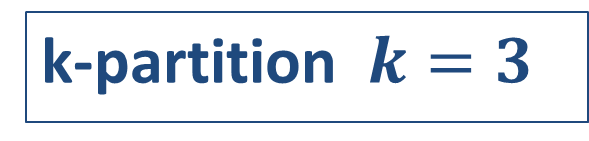 k-partition k = 3